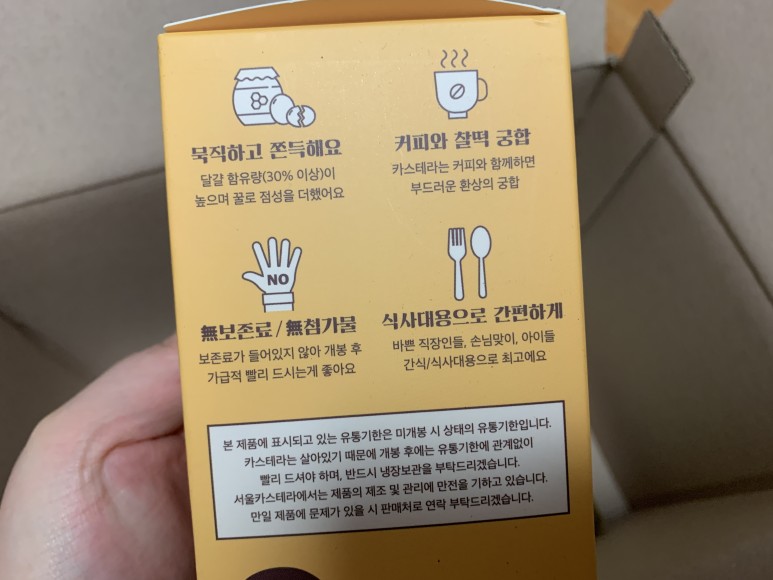 묵직하고 쫀득해요
달걀 함유량(30% 이상)이
높으며 꿀로 점성을 더했어요
커피와 찰떡 궁합
카스테라는 커피와 함께하면
부드러운 환상의 궁합
NO
無보존료 / 無첨가물
보존료가 들어있지 않아 개봉 후
가급적 빨리 드시는게 좋아요
식사대용으로 간편하게
바쁜 직장인들, 손님맞이, 아이들
간식/식사대용으로 최고에요
본 제품에 표시되고 있는 유통기한은 미개봉 시 상태의 유통기한입니다.
카스테라는 살아있기 때문에 개봉 후에는 유통기한에 관계없이
빨리 드셔야 하며, 반드시 냉장보관을 부탁드리겠습니다.
서울카스테라에서는 제품의 제조 및 관리에 만전을 기하고 있습니다.
만일 제품에 문제가 있을 시 판매처로 연락 부탁드리겠습니다.